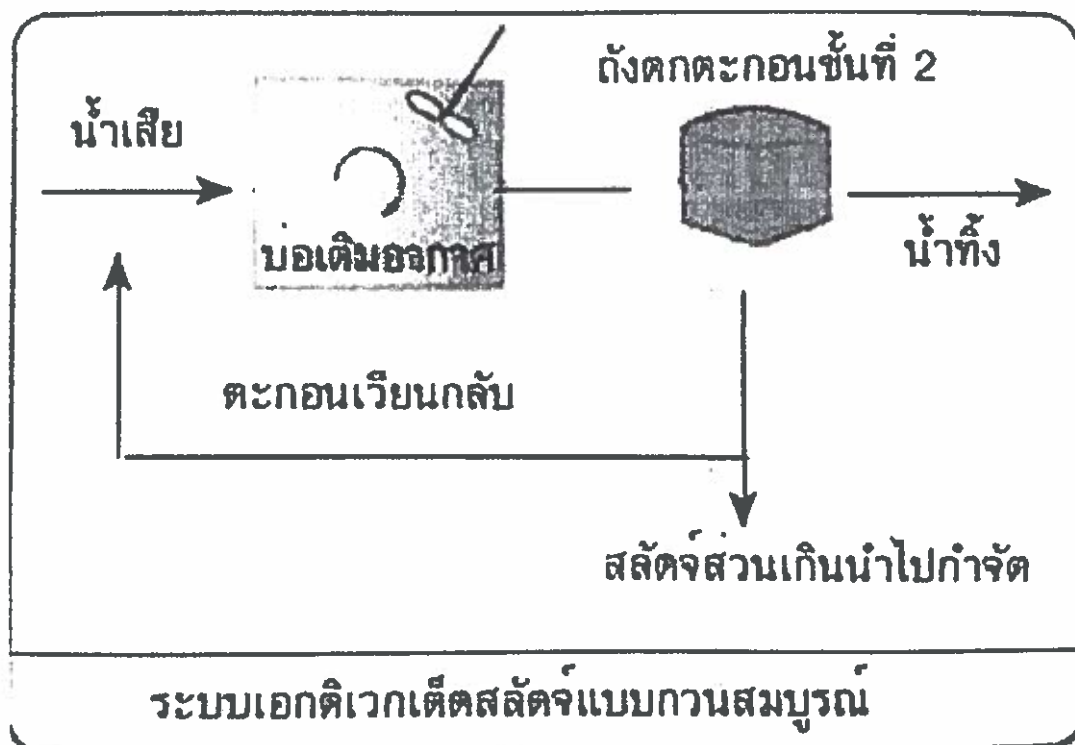 ถังตกตะกอนชั้นที่ 2
น้ำเสีย
บ่อเติมอากาศ
น้ำทิ้ง
ตะกอนเวียนกลับ
สลัดจ์ส่วนเกินนำไปกำจัด
ระบบเอกติเวกเต็ดสลัดจ์แบบกวนสมบูรณ์